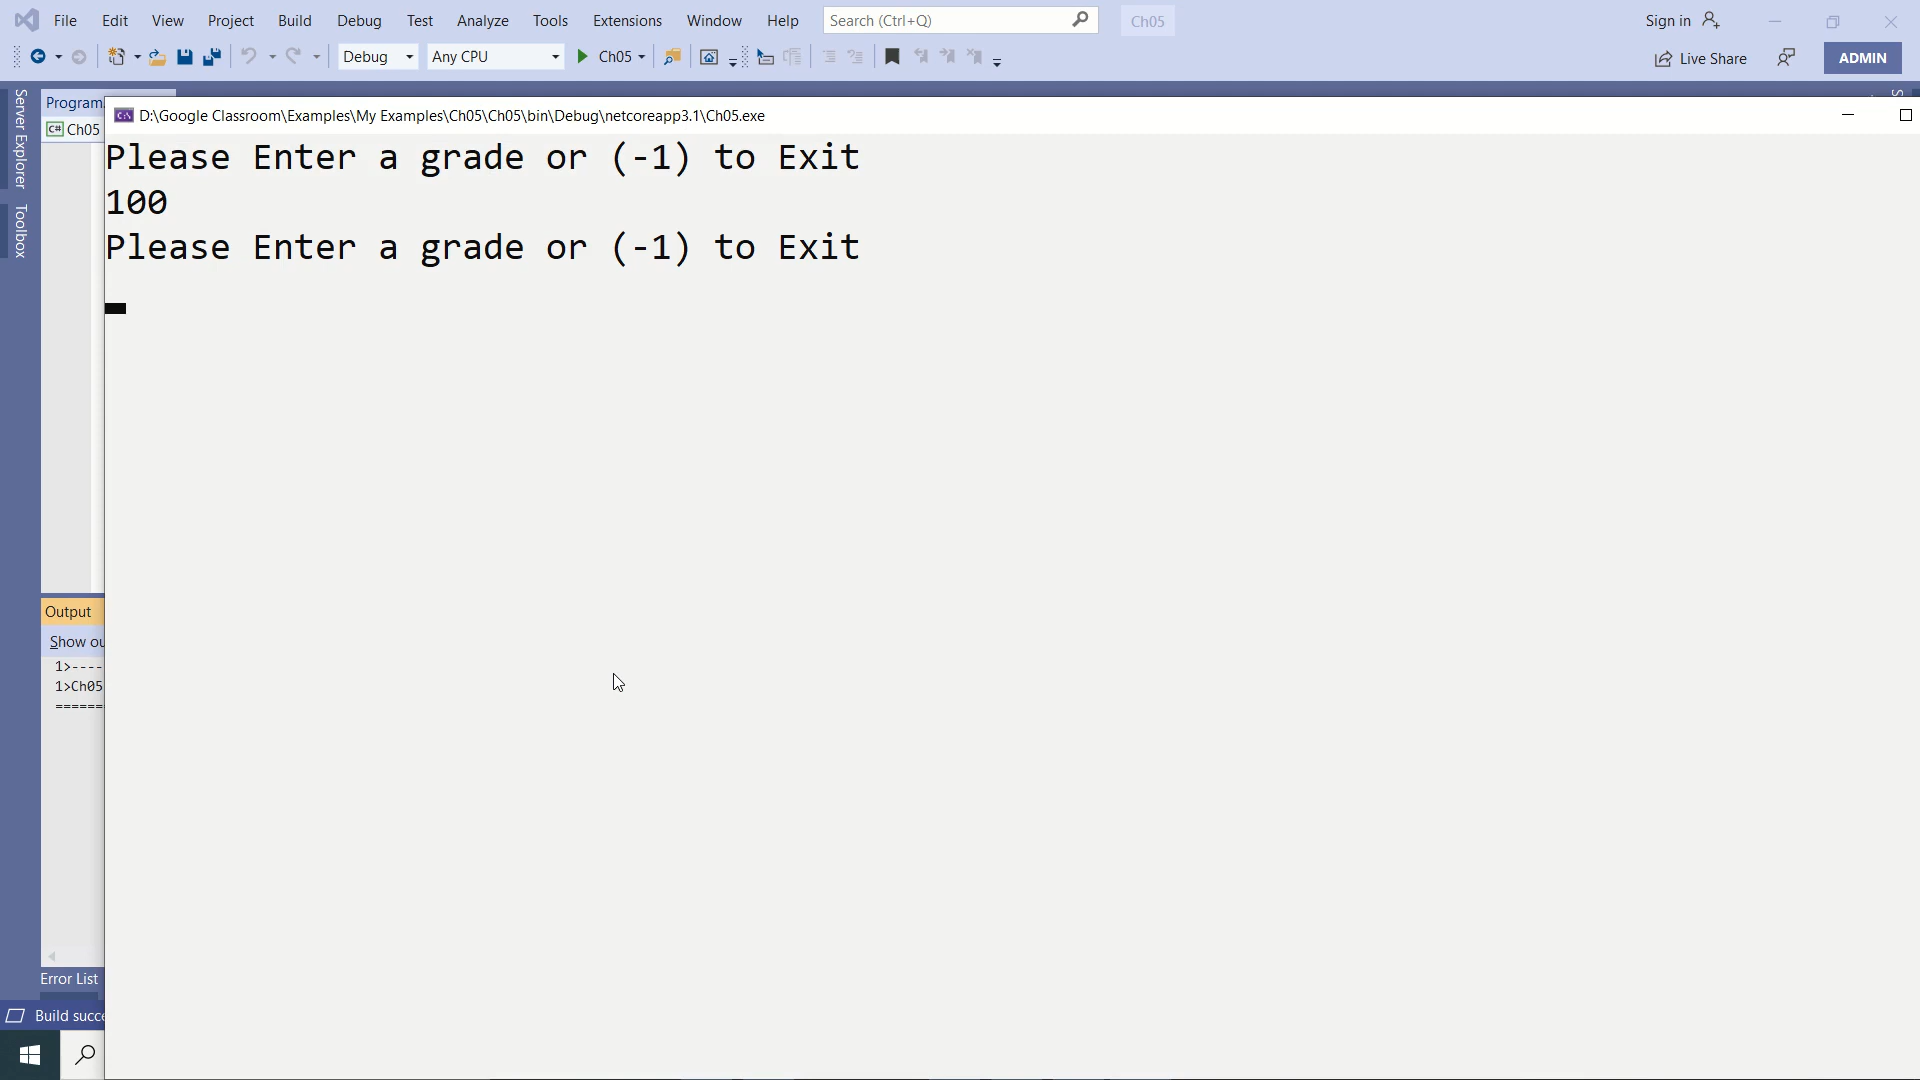 File Edit View Project Build Debug Test Analyze Tools Extensions Window Help Search (Ctrl+Q) Ch05 Sign in
Debug Any CPU Ch05 Live Share ADMIN
Server Explorer
Toolbox
Program.
Ch05
D:\Google Classroom\Examples\My Examples\Ch05\Ch05\bin\Debug\netcoreapp3.1\Ch05.exe
Please Enter a grade or (-1) to Exit
100
Please Enter a grade or (-1) to Exit
Output
Show ou
1>----
1>Ch05
======
Error List
Build succe